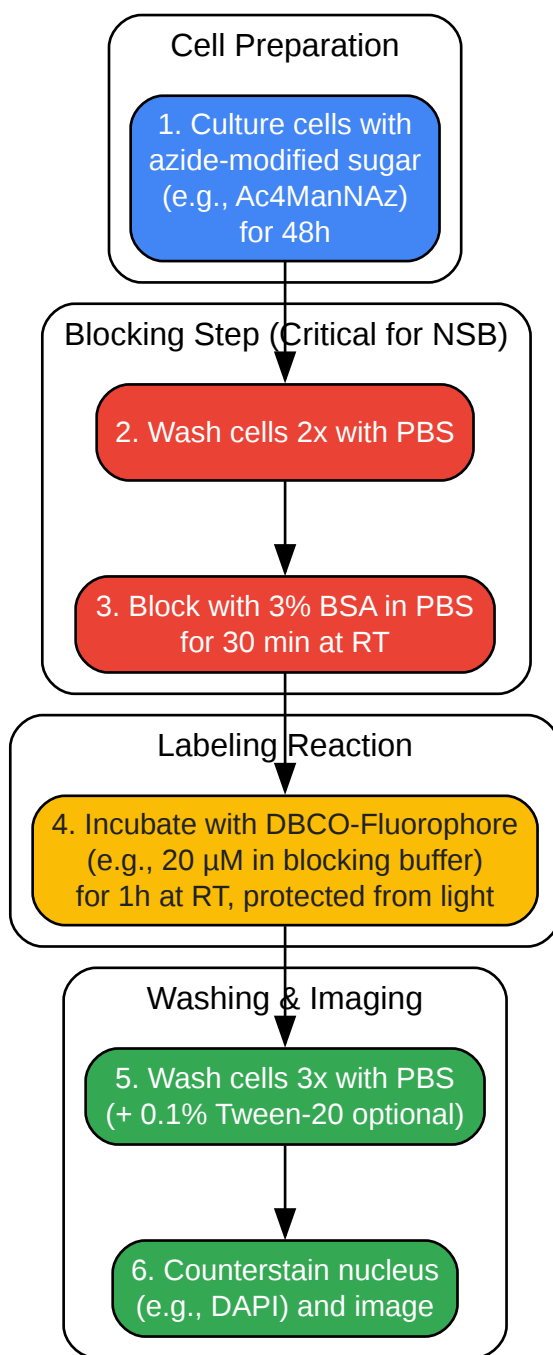 Cell Preparation
1. Culture cells with
azide-modified sugar
(e.g., Ac4ManNAz)
for 48h
Blocking Step (Critical for NSB)
2. Wash cells 2x with PBS
3. Block with 3% BSA in PBS
for 30 min at RT
Labeling Reaction
4. Incubate with DBCO-Fluorophore
(e.g., 20 µM in blocking buffer)
for 1h at RT, protected from light
Washing & Imaging
5. Wash cells 3x with PBS
(+ 0.1% Tween-20 optional)
6. Counterstain nucleus
(e.g., DAPI) and image